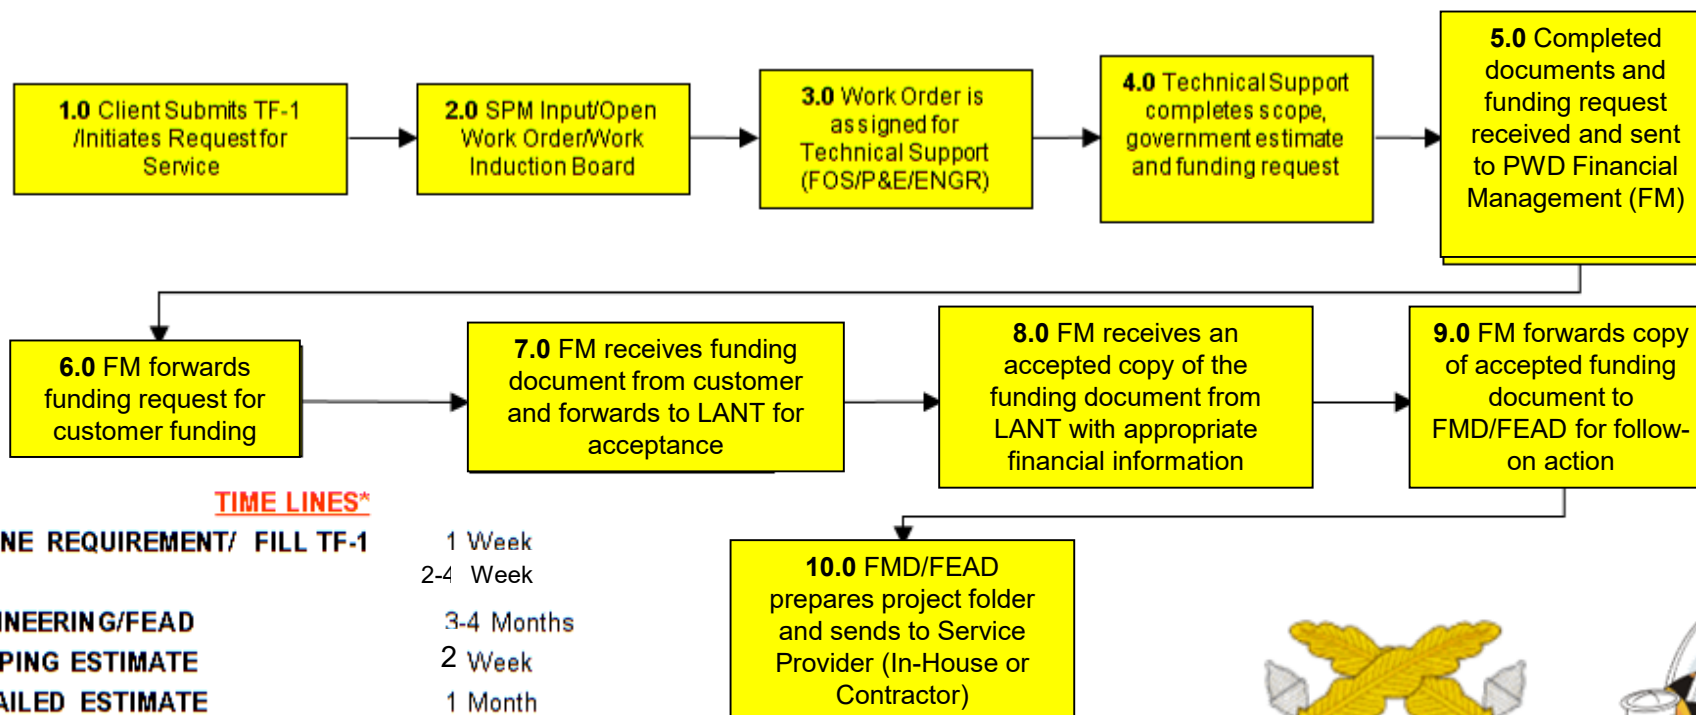 1.0 Client Submits TF-1
/Initiates Request for
Service
2.0 SPM Input/Open
Work Order/Work
Induction Board
3.0 Work Order is
assigned for
Technical Support
(FOS/P&E/ENGR)
4.0 Technical Support
completes scope,
government estimate
and funding request
5.0 Completed
documents and
funding request
received and sent
to PWD Financial
Management (FM)
6.0 FM forwards
funding request for
customer funding
7.0 FM receives funding
document from customer
and forwards to LANT for
acceptance
8.0 FM receives an
accepted copy of the
funding document from
LANT with appropriate
financial information
9.0 FM forwards copy
of accepted funding
document to
FMD/FEAD for follow-
on action
10.0 FMD/FEAD
prepares project folder
and sends to Service
Provider (In-House or
Contractor)
TIME LINES*
NE REQUIREMENT/ FILL TF-1 1 Week
2-4 Week
INEERING/FEAD 3-4 Months
PING ESTIMATE 2 Week
AILED ESTIMATE 1 Month